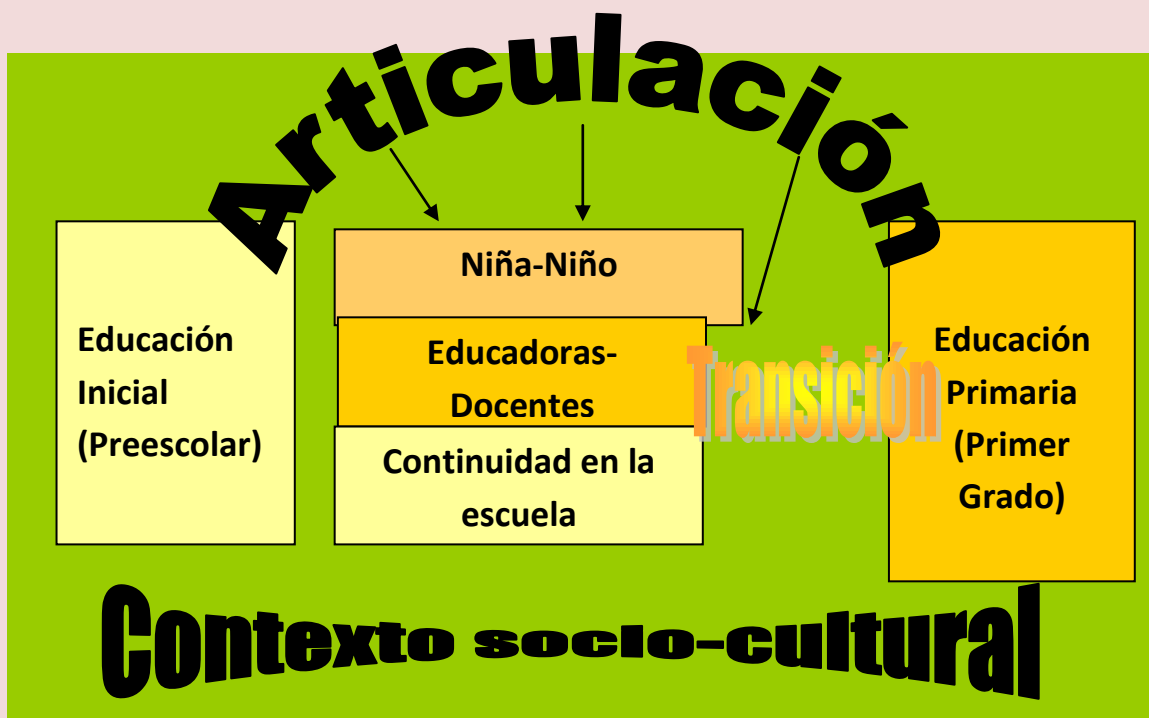 Articulación
Educación
Inicial
(Preescolar)
Niña-Niño
Educadoras-
Docentes
Continuidad en la
escuela
Transición
Educación
Primaria
(Primer
Grado)
Contexto socio-cultural